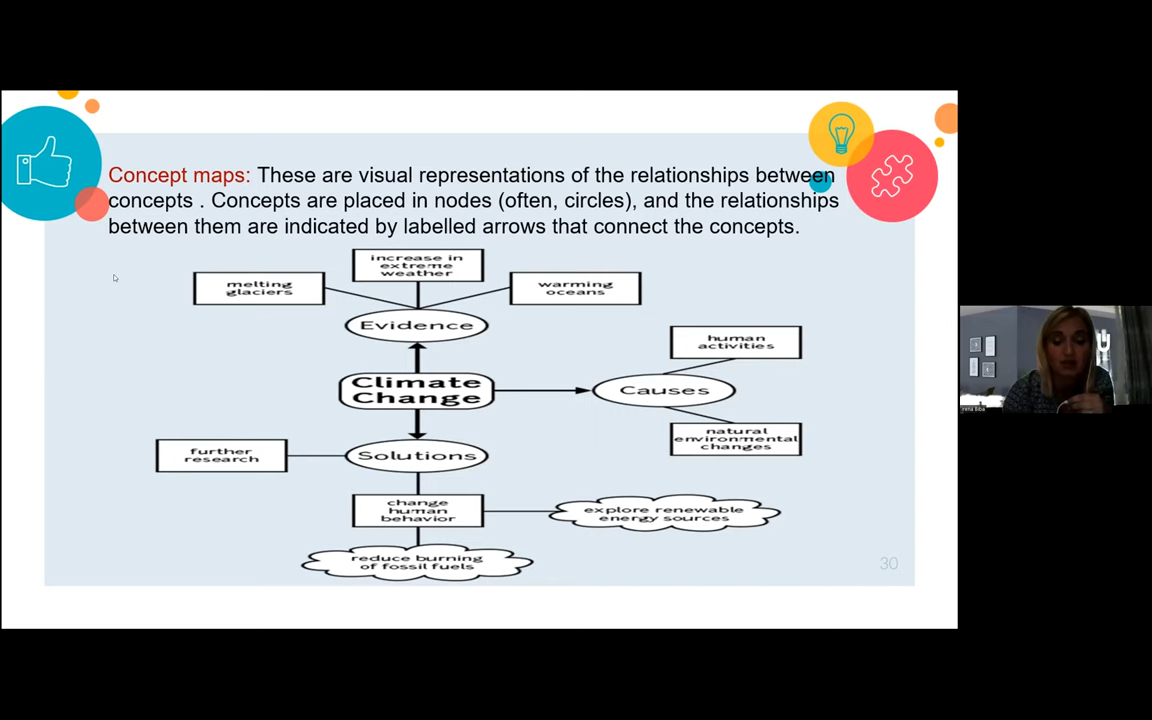 Concept maps: These are visual representations of the relationships between
concepts . Concepts are placed in nodes (often, circles), and the relationships
between them are indicated by labelled arrows that connect the concepts.
increase in
extreme
weather
melting
glaciers
warming
oceans
Evidence
human
activities
Climate
Change
Causes
natural
environmental
changes
further
research
Solutions
change
human
behavior
explore renewable
energy sources
reduce burning
of fossil fuels
30